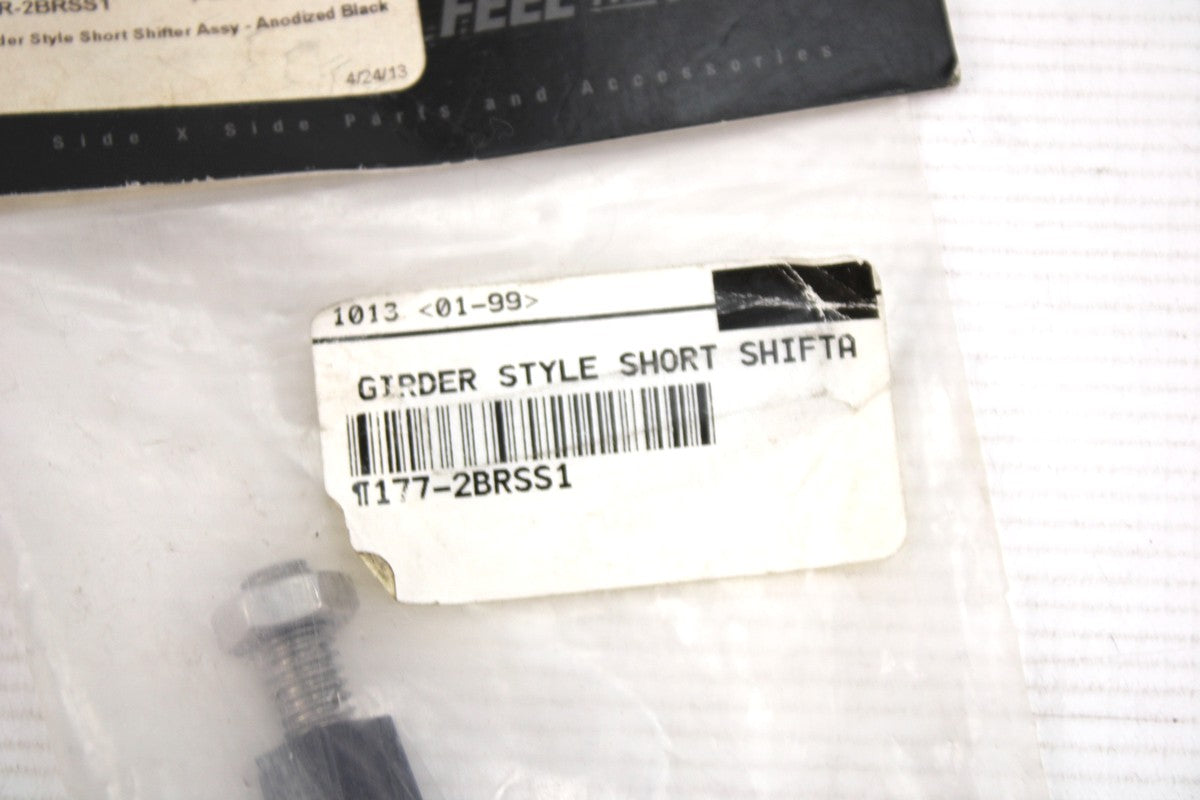 R-2BRSS1
der Style Short Shifter Assy - Anodized Black
4/24/13
FEEL
Side X Side Parts and Accessories
1013 <01-99>
GIRDER STYLE SHORT SHIFTA
¶177-2BRSS1